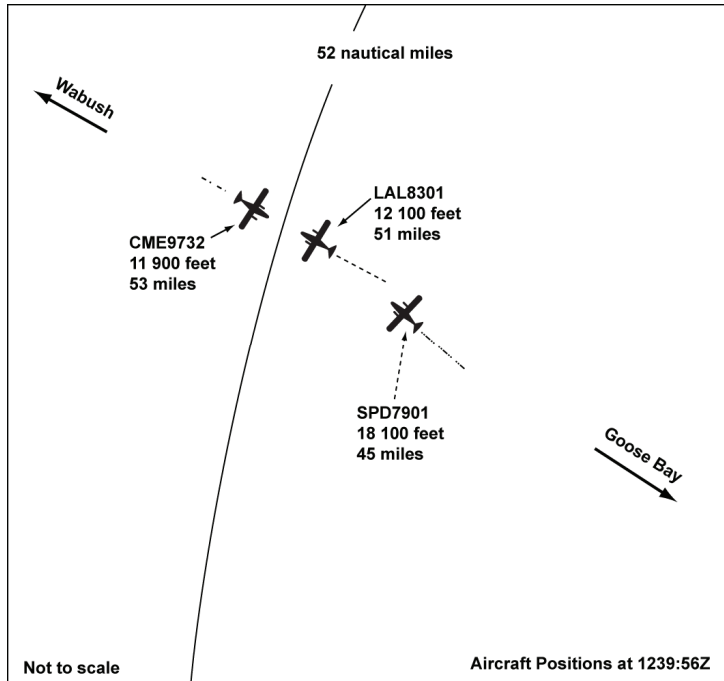 52 nautical miles
Wabush
LAL8301
12 100 feet
51 miles
CME9732
11 900 feet
53 miles
SPD7901
18 100 feet
45 miles
Goose Bay
Not to scale
Aircraft Positions at 1239:56Z